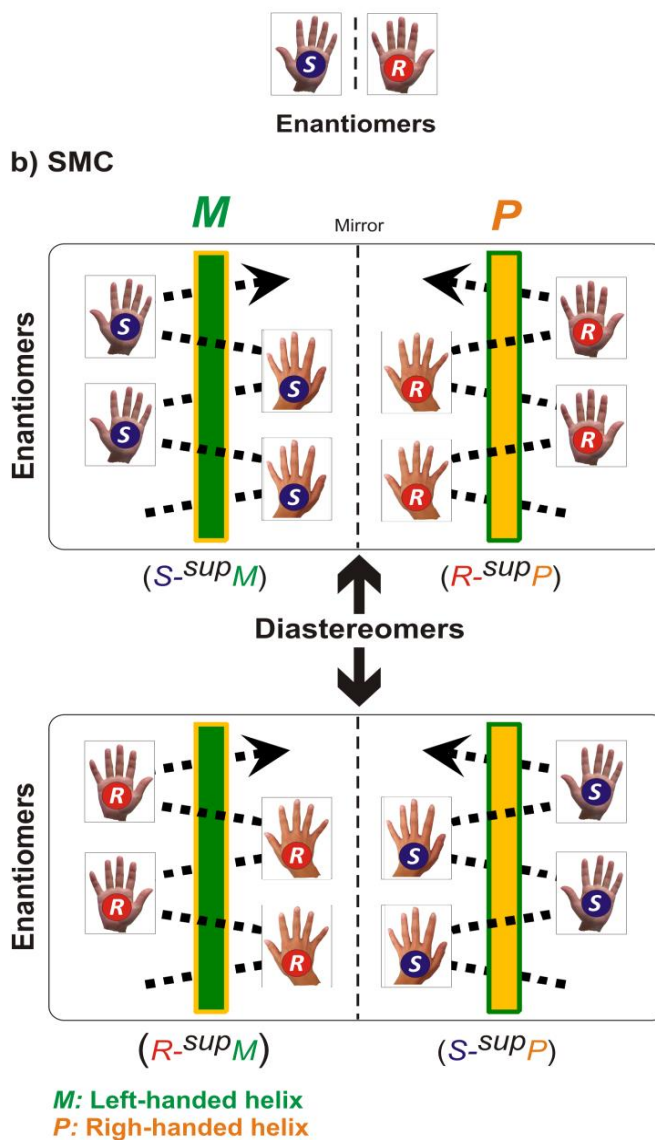 S R
Enantiomers
b) SMC
M P
Mirror
Enantiomers
S R
S R
S R
S R
(S-supM) (R-supP)
Diastereomers
Enantiomers
R S
R S
R S
R S
(R-supM) (S-supP)
M: Left-handed helix
P: Righ-handed helix